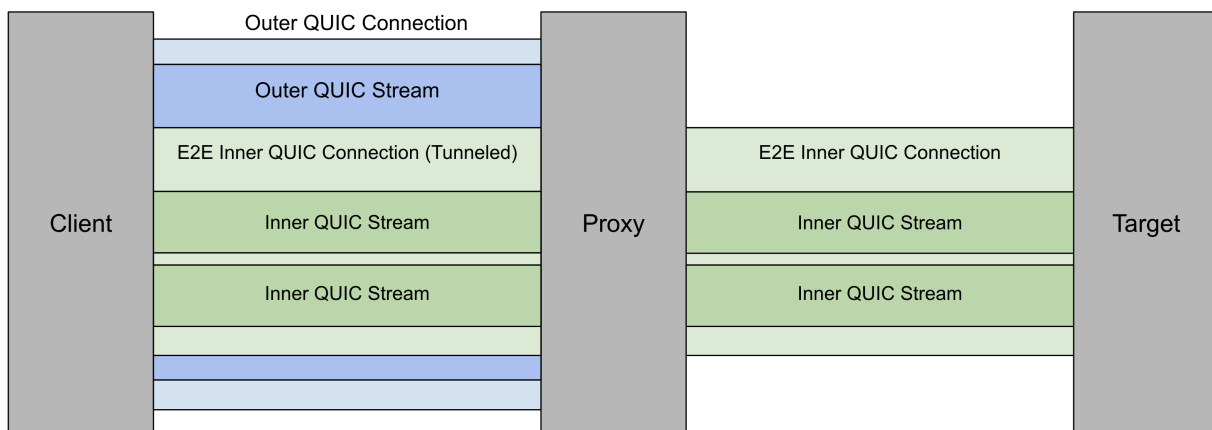 Outer QUIC Connection
Outer QUIC Stream
E2E Inner QUIC Connection (Tunneled)
E2E Inner QUIC Connection
Client
Inner QUIC Stream
Proxy
Inner QUIC Stream
Target
Inner QUIC Stream
Inner QUIC Stream